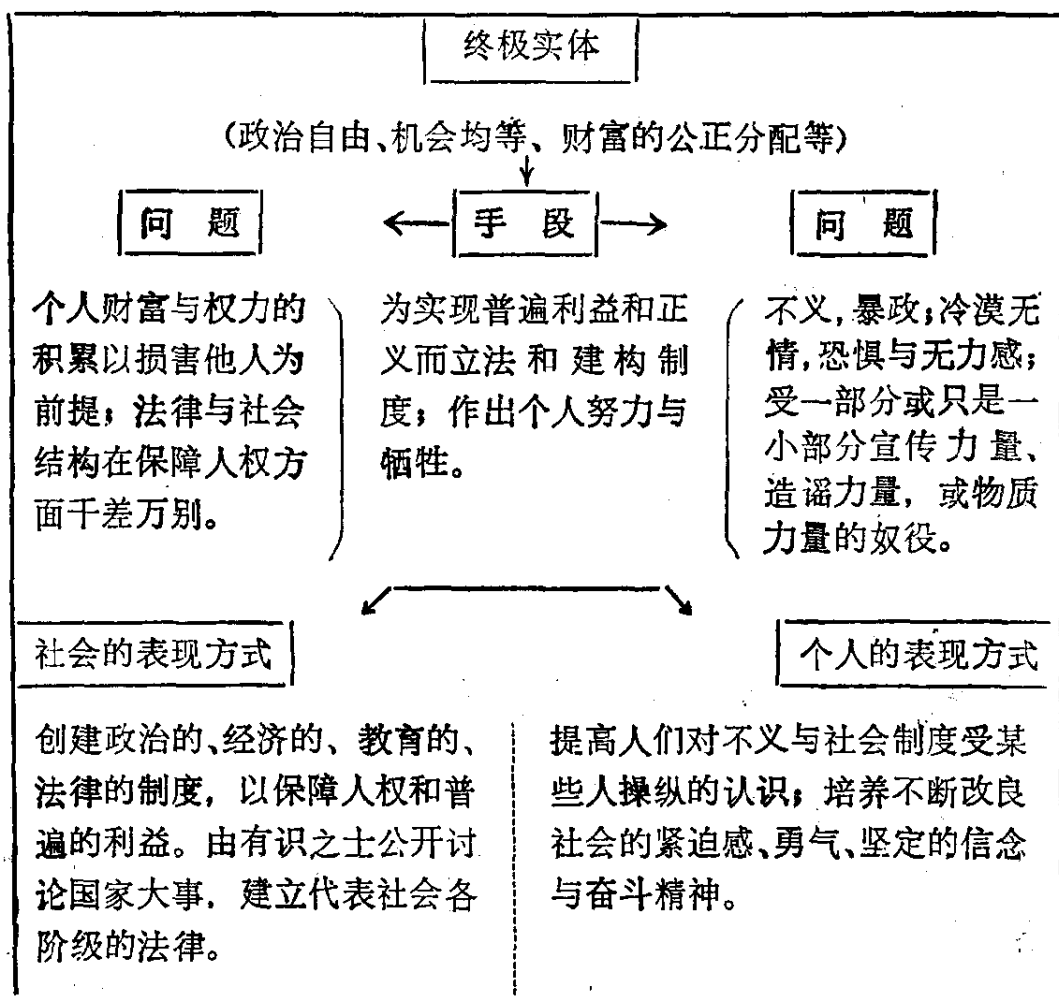 终极实体
(政治自由、机会均等、财富的公正分配等)
问 题
手 段
问 题
个人财富与权力的
积累以损害他人为
前提；法律与社会
结构在保障人权方
面千差万别。
为实现普遍利益和正
义而立法和建构制
度；作出个人努力与
牺牲。
不义，暴政；冷漠无
情，恐惧与无力感；
受一部分或只是一
小部分宣传力量、
造谣力量，或物质
力量的奴役。
社会的表现方式
个人的表现方式
创建政治的、经济的、教育的、
法律的制度，以保障人权和普
遍的利益。由有识之士公开讨
论国家大事．建立代表社会各
阶级的法律。
提高人们对不义与社会制度受某
些人操纵的认识；培养不断改良
社会的紧迫感、勇气、坚定的信念
与奋斗精神。